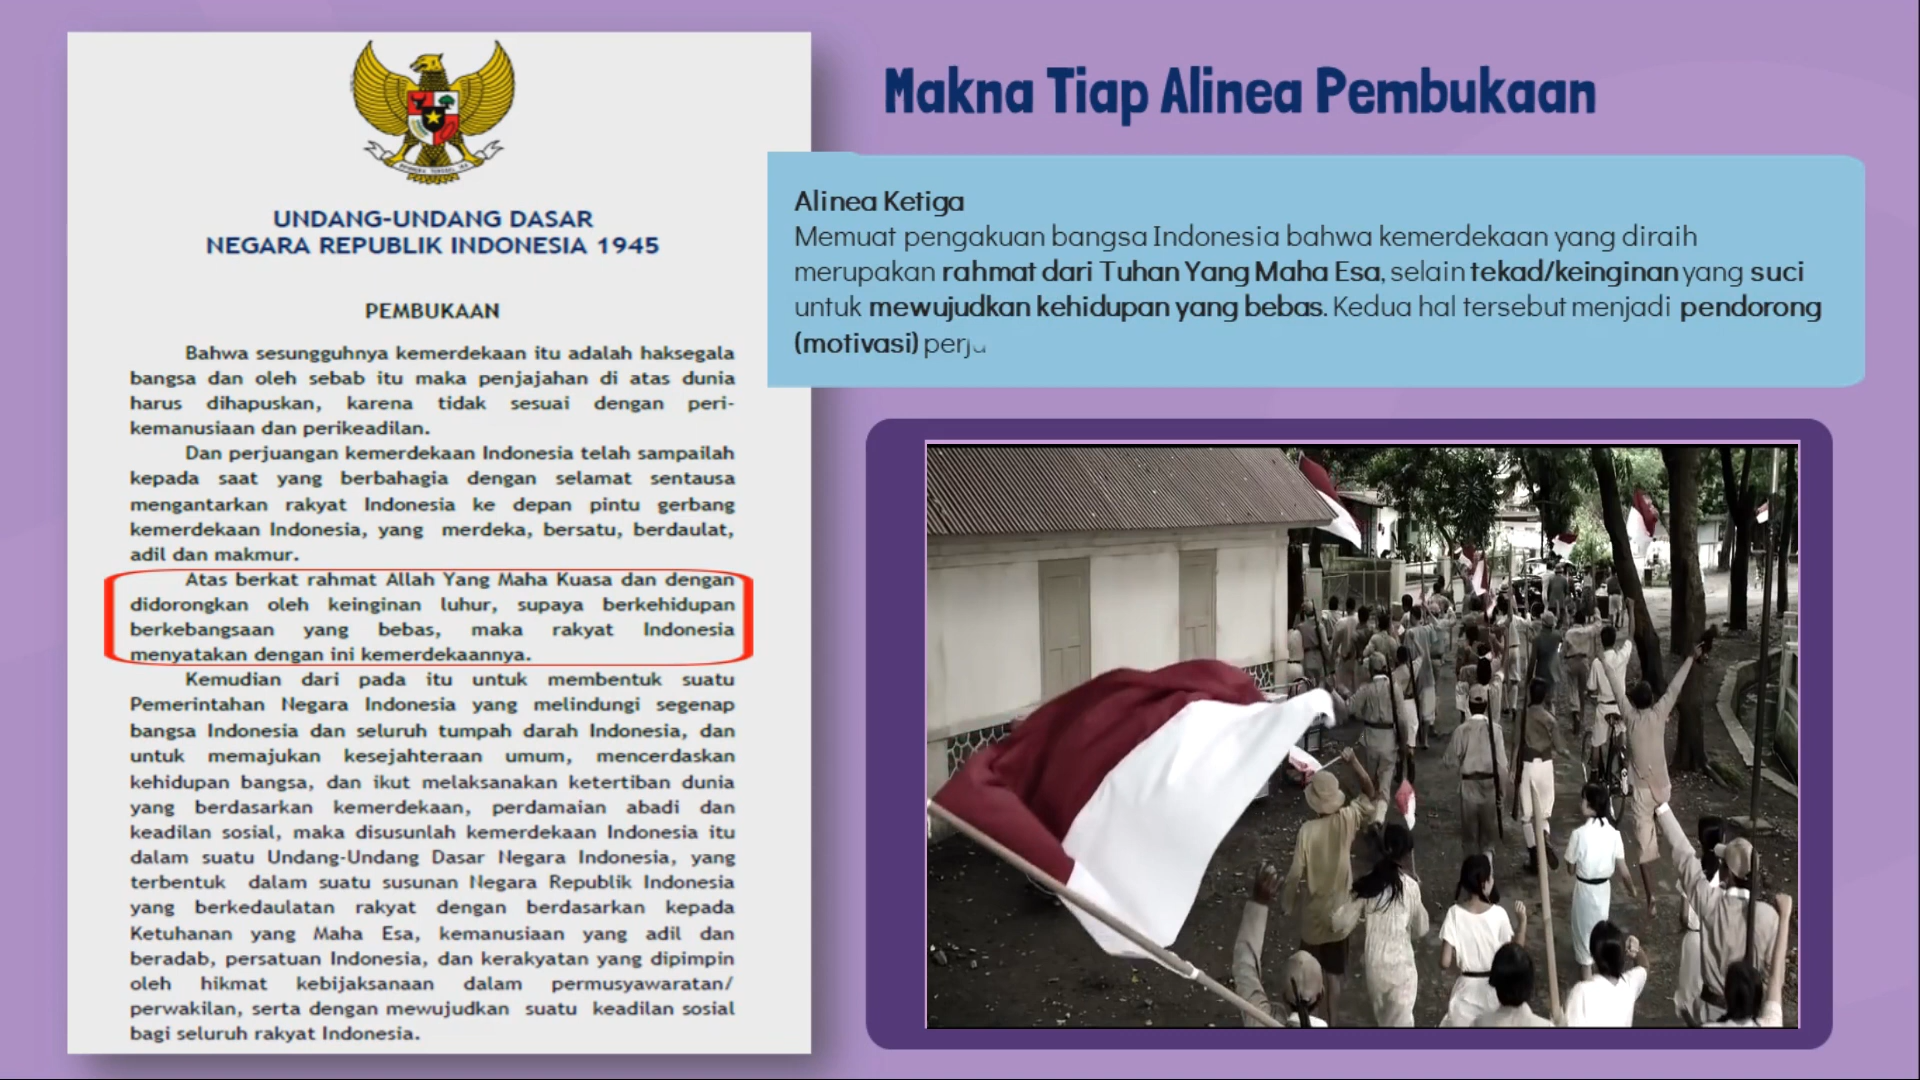 UNDANG-UNDANG DASAR
NEGARA REPUBLIK INDONESIA 1945
PEMBUKAAN
Bahwa sesungguhnya kemerdekaan itu adalah haksegala
bangsa dan oleh sebab itu maka penjajahan di atas dunia
harus dihapuskan, karena tidak sesuai dengan peri-
kemanusiaan dan perikeadilan.
Dan perjuangan kemerdekaan Indonesia telah sampailah
kepada saat yang berbahagia dengan selamat sentausa
mengantarkan rakyat Indonesia ke depan pintu gerbang
kemerdekaan Indonesia, yang merdeka, bersatu, berdaulat,
adil dan makmur.
Atas berkat rahmat Allah Yang Maha Kuasa dan dengan
didorongkan oleh keinginan luhur, supaya berkehidupan
berkebangsaan yang bebas, maka rakyat Indonesia
menyatakan dengan ini kemerdekaannya.
Kemudian dari pada itu untuk membentuk suatu
Pemerintahan Negara Indonesia yang melindungi segenap
bangsa Indonesia dan seluruh tumpah darah Indonesia, dan
untuk memajukan kesejahteraan umum, mencerdaskan
kehidupan bangsa, dan ikut melaksanakan ketertiban dunia
yang berdasarkan kemerdekaan, perdamaian abadi dan
keadilan sosial, maka disusunlah kemerdekaan Indonesia itu
dalam suatu Undang-Undang Dasar Negara Indonesia, yang
terbentuk dalam suatu susunan Negara Republik Indonesia
yang berkedaulatan rakyat dengan berdasarkan kepada
Ketuhanan yang Maha Esa, kemanusiaan yang adil dan
beradab, persatuan Indonesia, dan kerakyatan yang dipimpin
oleh hikmat kebijaksanaan dalam permusyawaratan/
perwakilan, serta dengan mewujudkan suatu keadilan sosial
bagi seluruh rakyat Indonesia.
Makna Tiap Alinea Pembukaan
Alinea Ketiga
Memuat pengakuan bangsa Indonesia bahwa kemerdekaan yang diraih
merupakan rahmat dari Tuhan Yang Maha Esa, selain tekad/keinginan yang suci
untuk mewujudkan kehidupan yang bebas. Kedua hal tersebut menjadi pendorong
(motivasi) perju